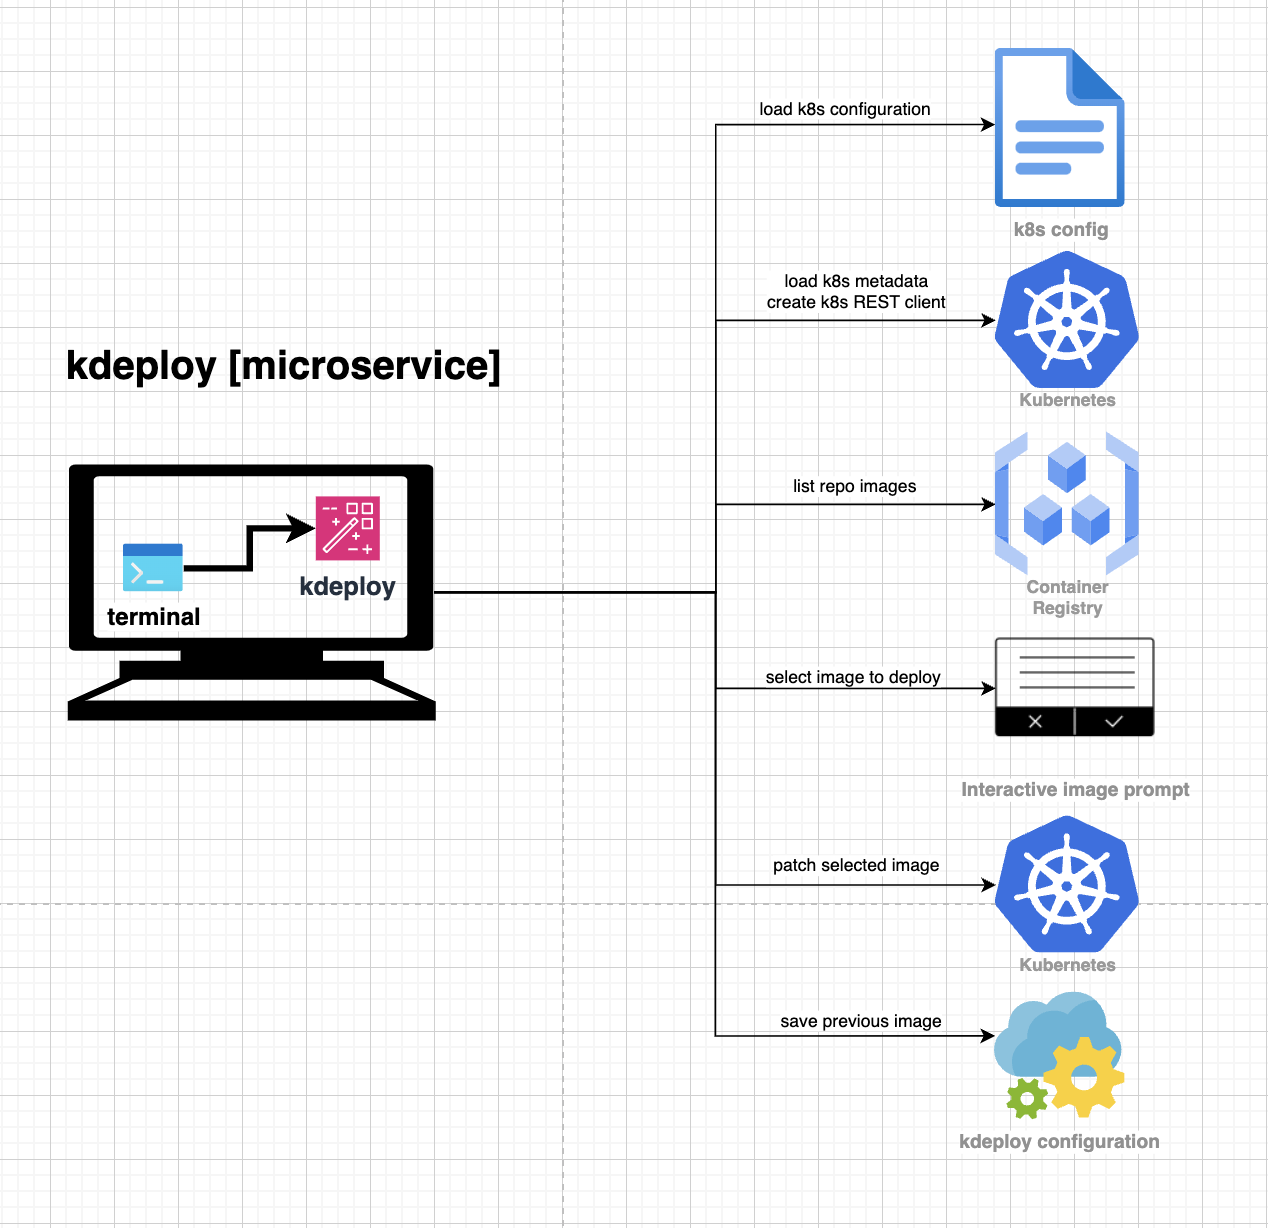 kdeploy [microservice]
terminal
kdeploy
load k8s configuration
k8s config
load k8s metadata
create k8s REST client
Kubernetes
list repo images
Container
Registry
select image to deploy
Interactive image prompt
patch selected image
Kubernetes
save previous image
kdeploy configuration